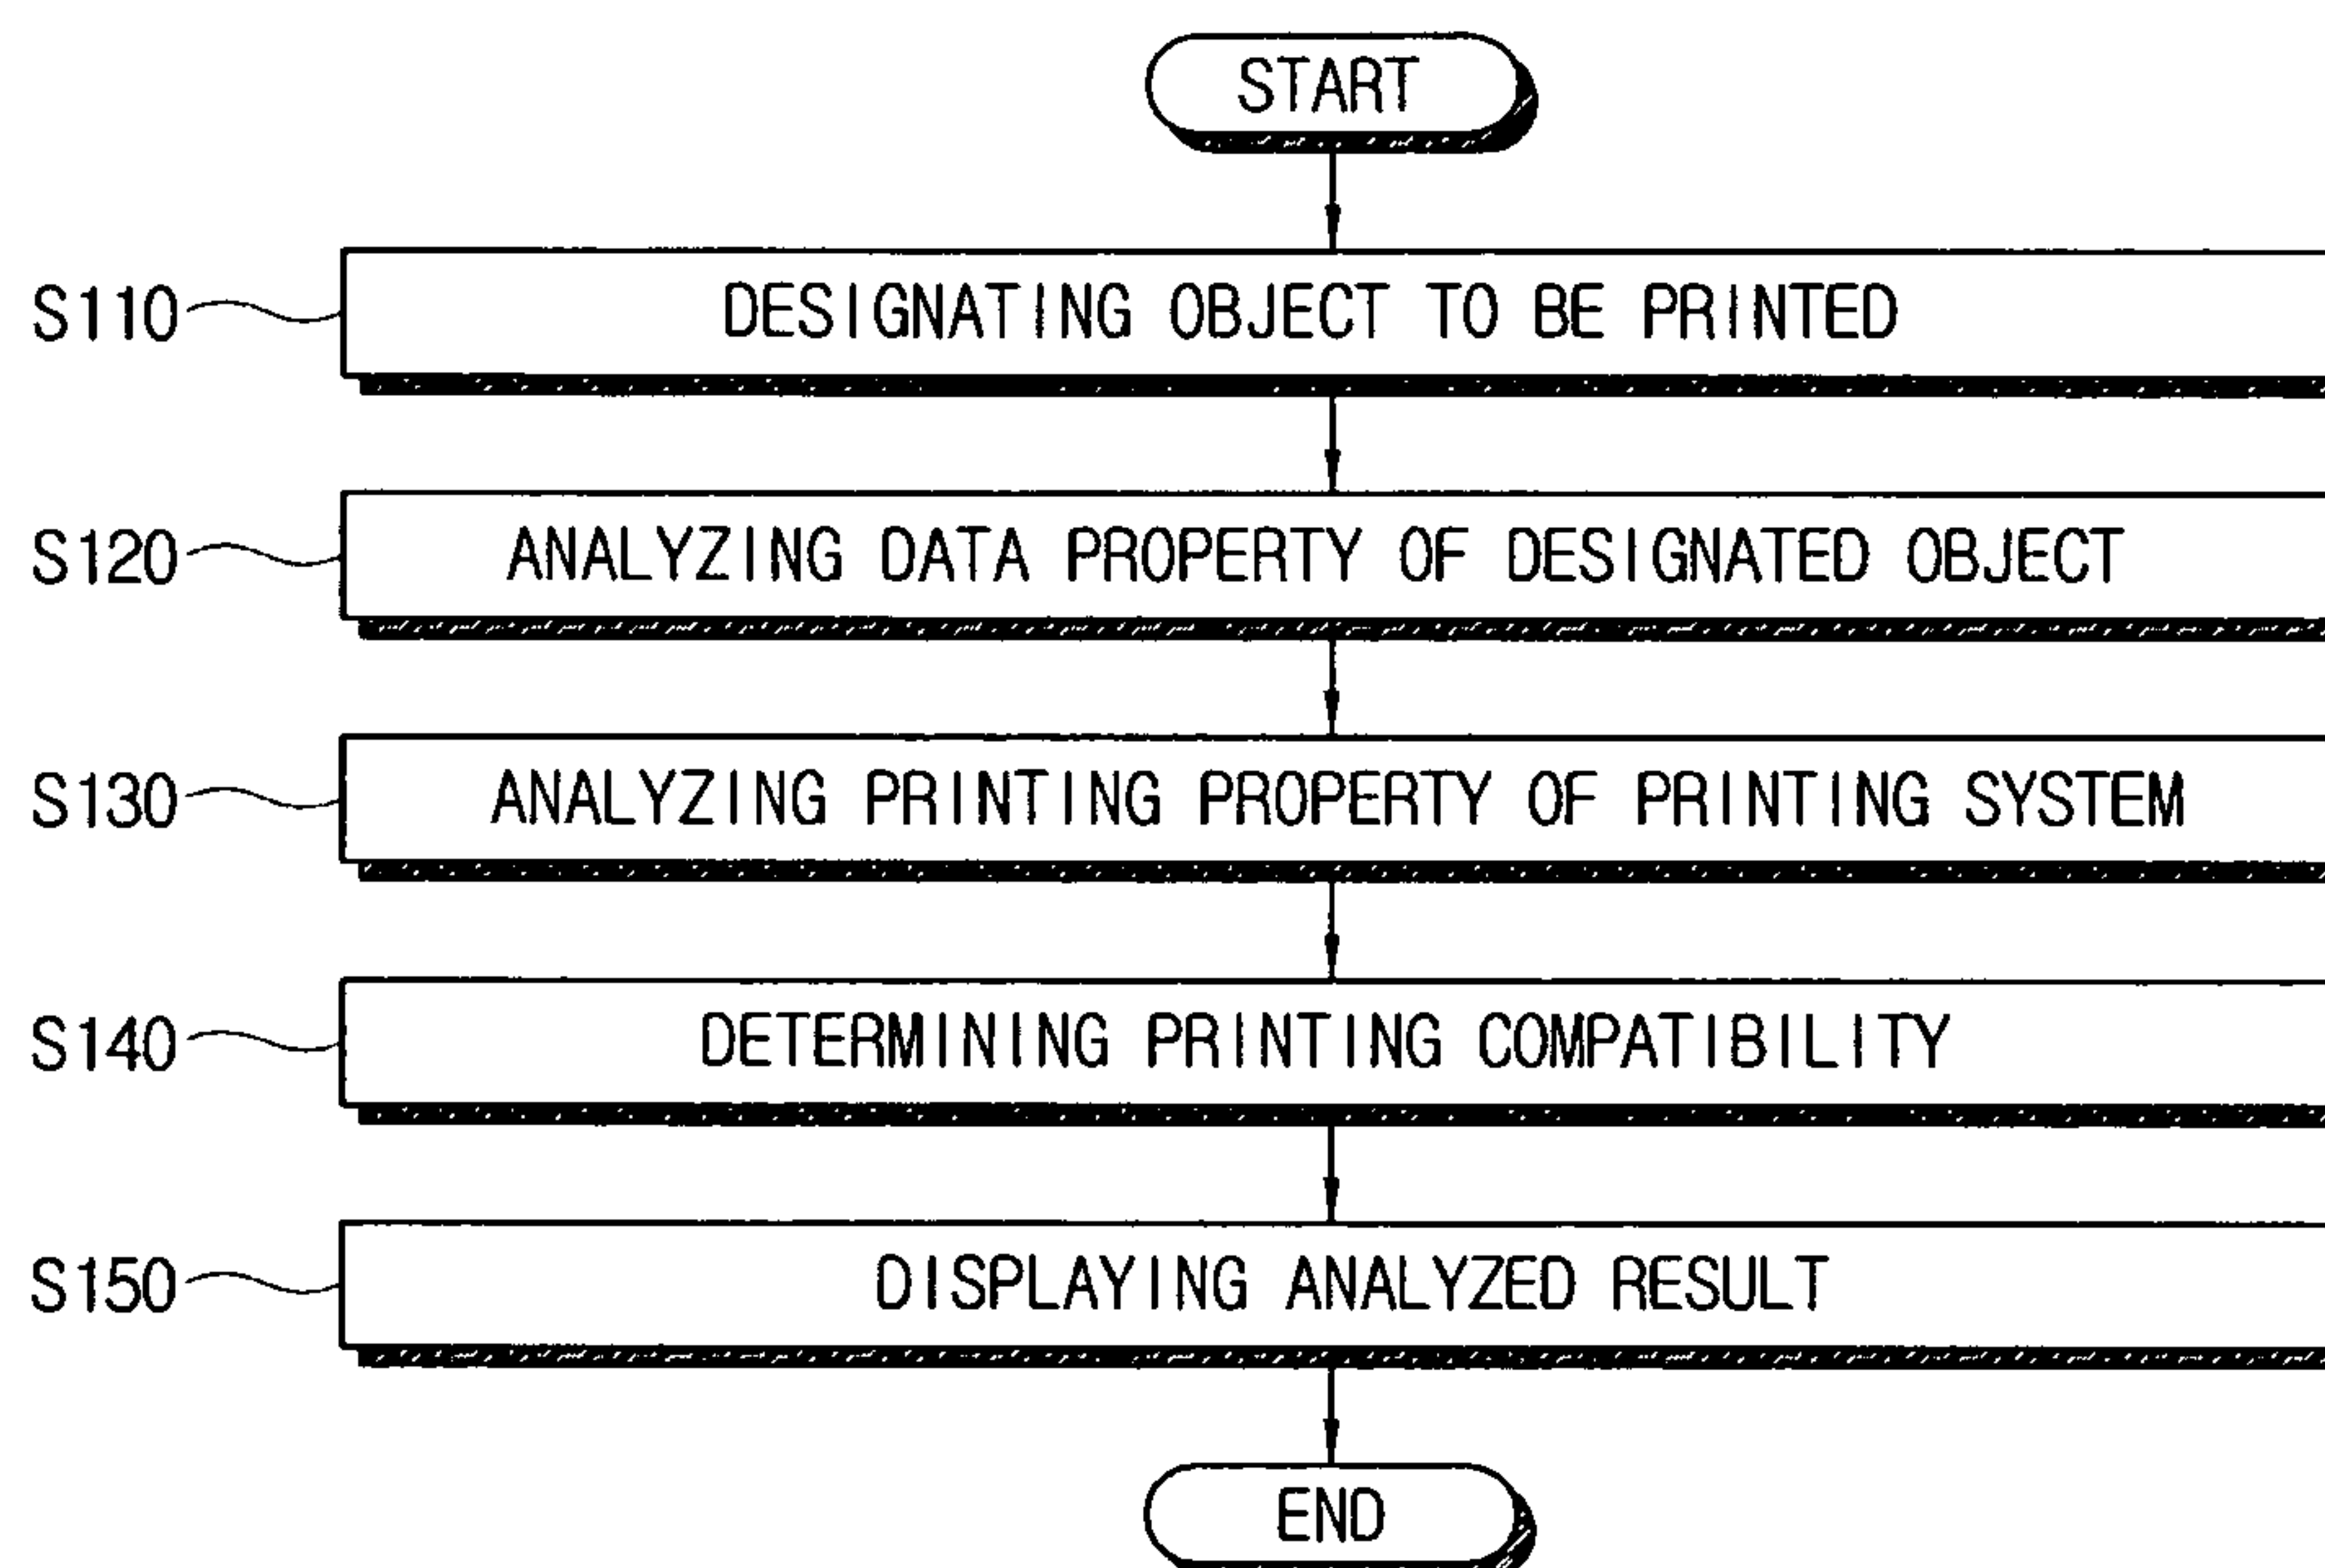 START
S110 DESIGNATING OBJECT TO BE PRINTED
S120 ANALYZING DATA PROPERTY OF DESIGNATED OBJECT
S130 ANALYZING PRINTING PROPERTY OF PRINTING SYSTEM
S140 DETERMINING PRINTING COMPATIBILITY
S150 DISPLAYING ANALYZED RESULT
END